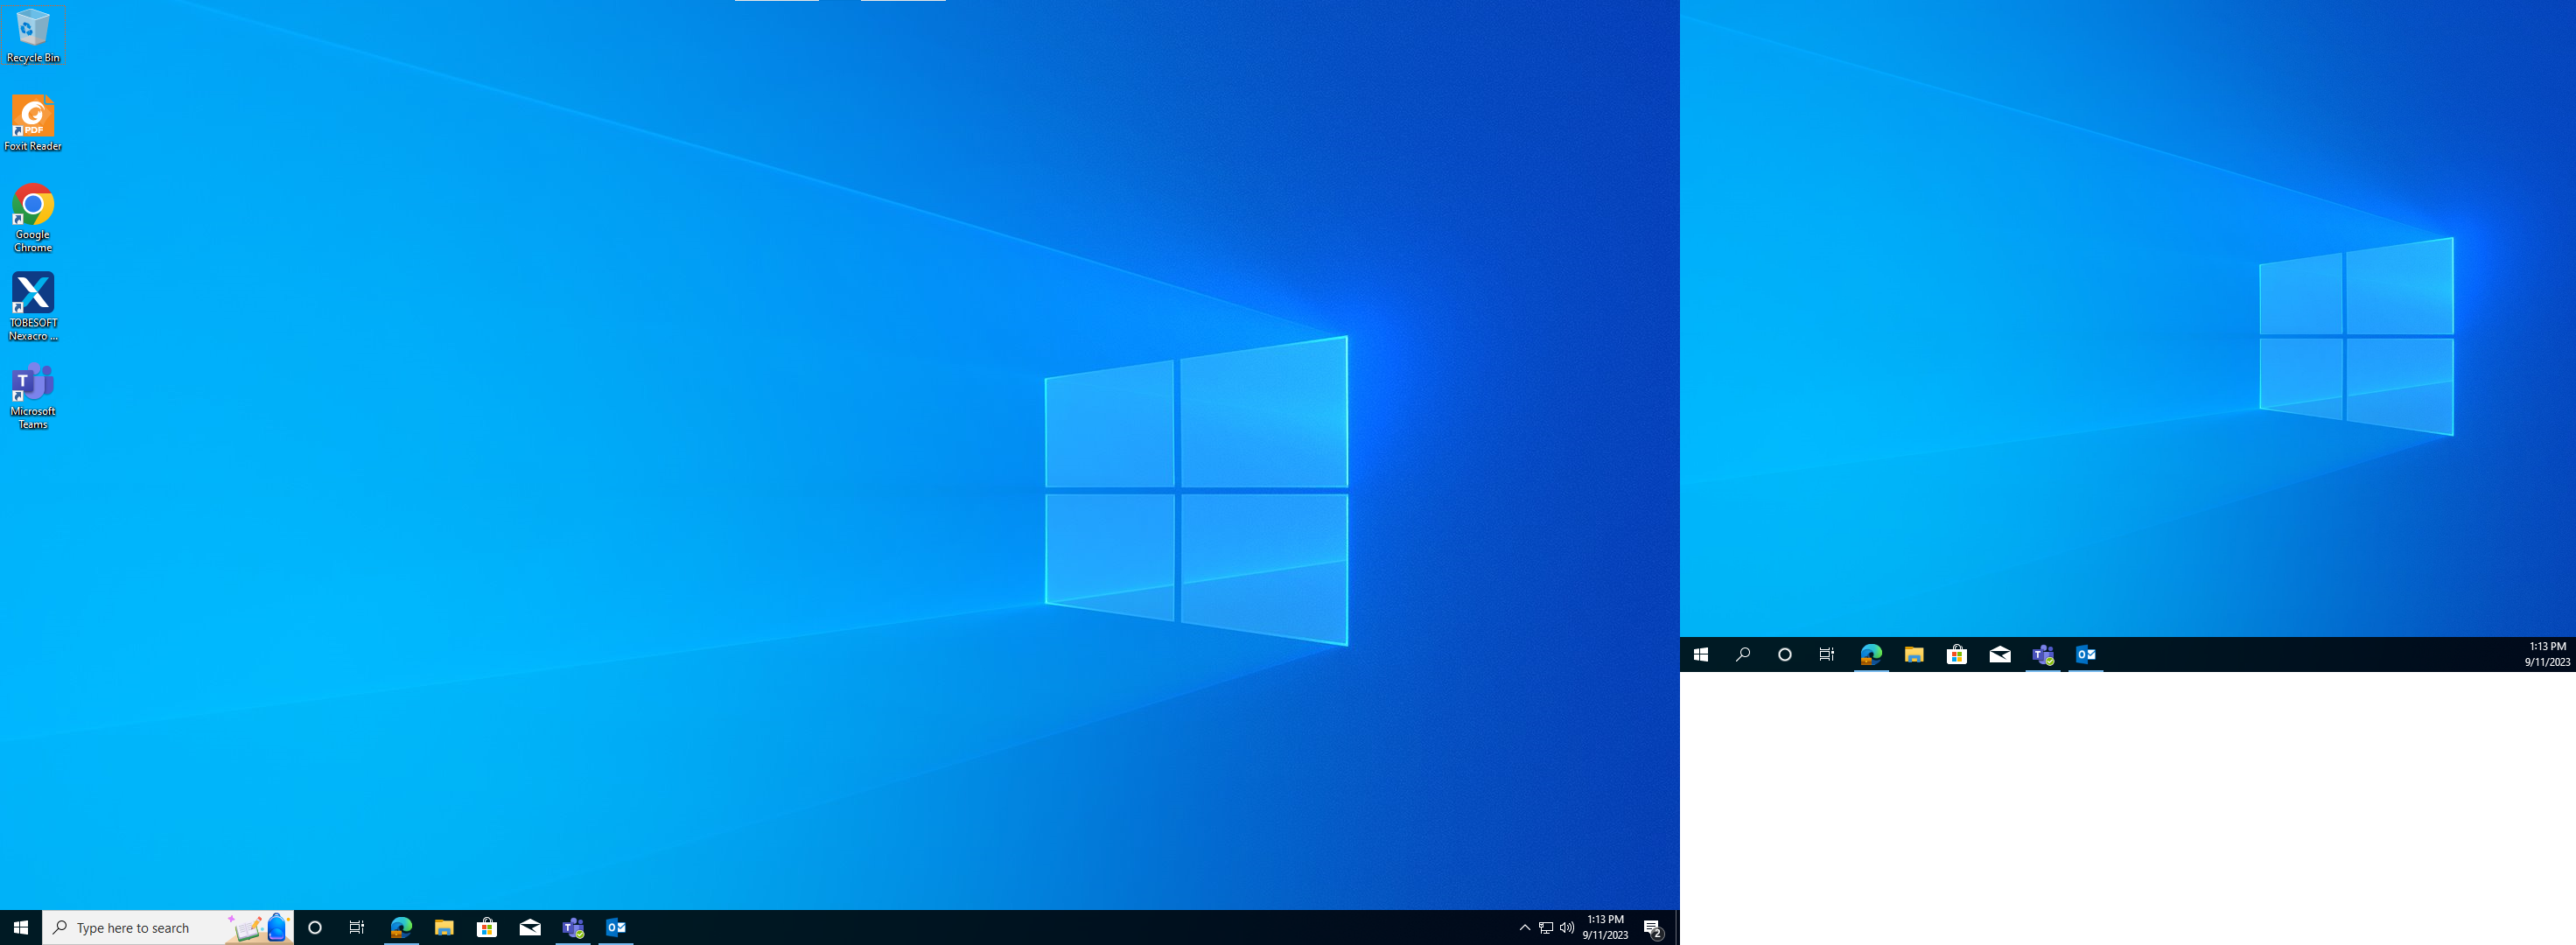 Recycle Bin
PDF
Foxit Reader
Google
Chrome
TOBESOFT
Nexacro ...
T
Microsoft
Teams
Type here to search
1:13 PM
9/11/2023
2
1:13 PM
9/11/2023